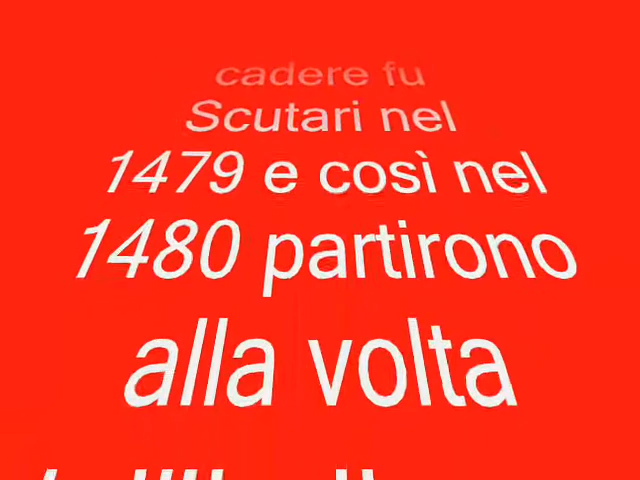 cadere fu
Scutari nel
1479 e così nel
1480 partirono
alla volta